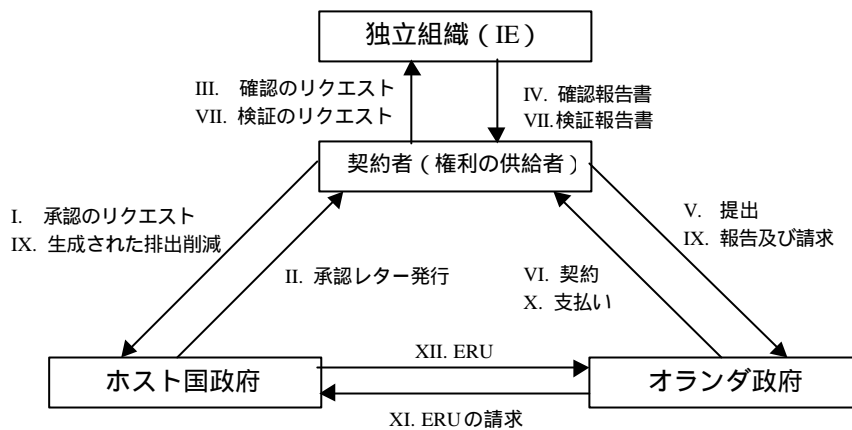 独立組織 ( IE )
III. 確認のリクエスト
VII. 検証のリクエスト
IV. 確認報告書
VII. 検証報告書
契約者 ( 権利の供給者 )
I. 承認のリクエスト
IX. 生成された排出削減
II. 承認レター発行
VI. 契約
X. 支払い
V. 提出
IX. 報告及び請求
ホスト国政府
XII. ERU
オランダ政府
XI. ERU の請求